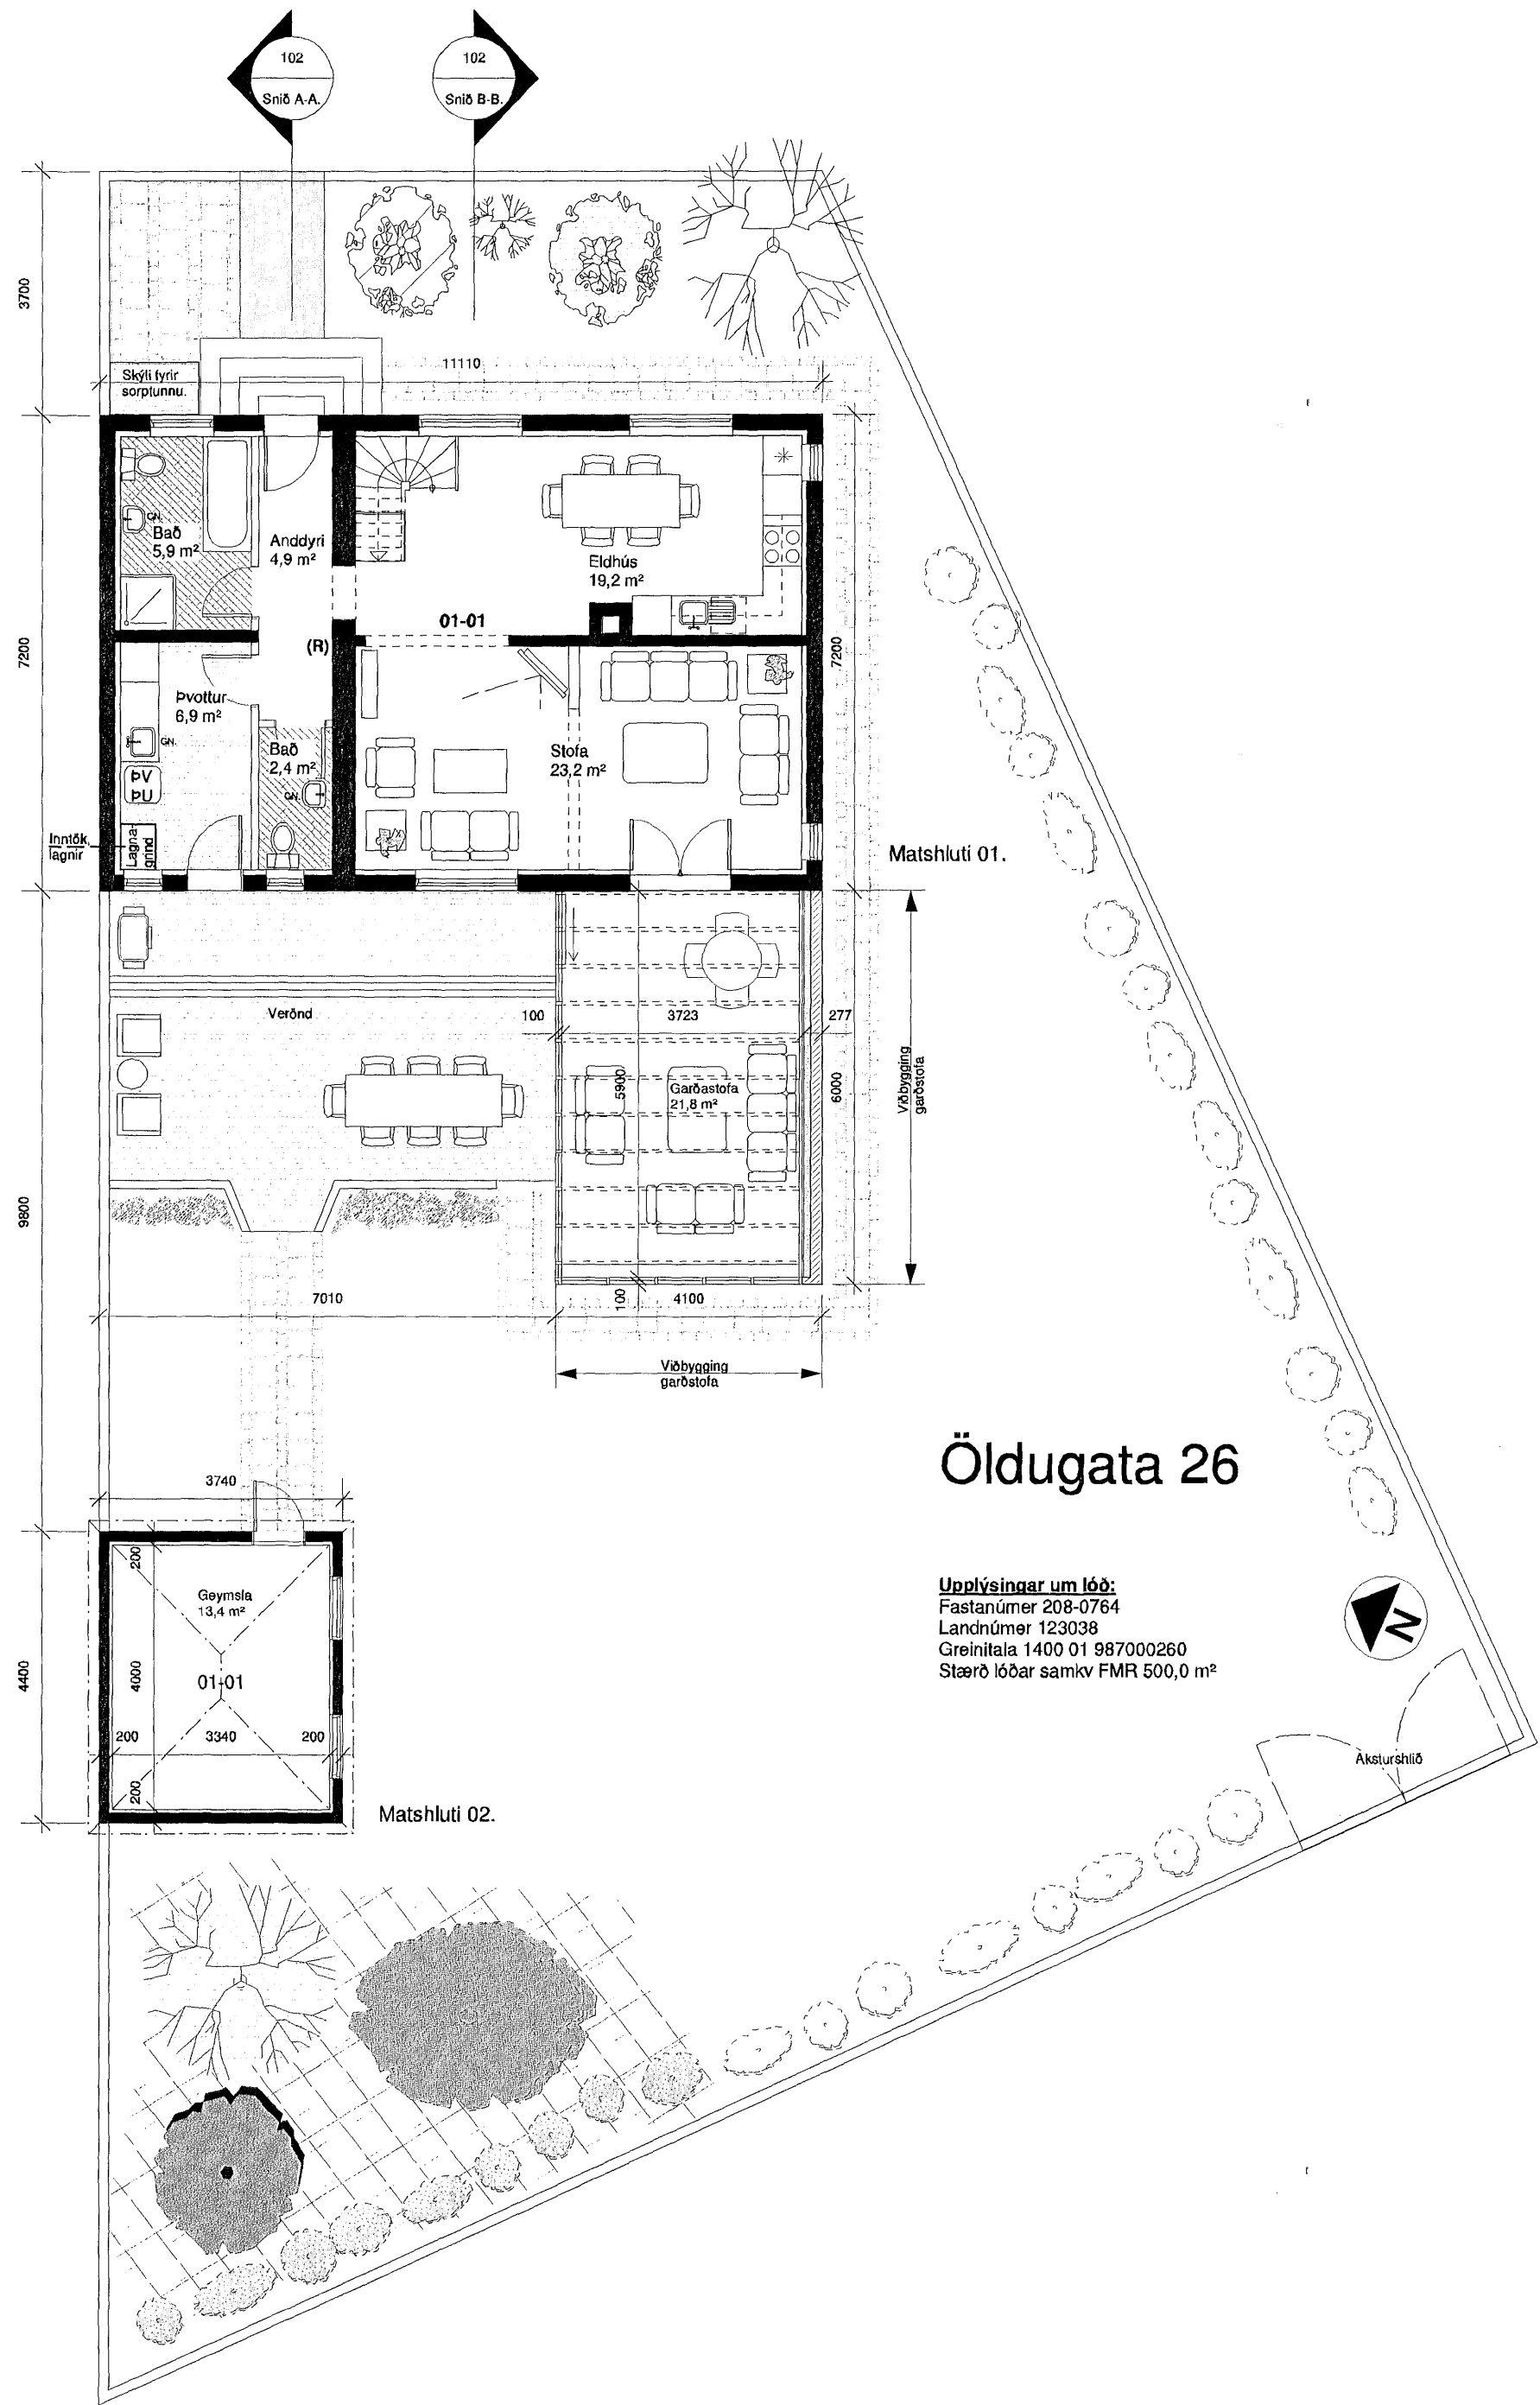 102
Snið A-A.
102
Snið B-B.
3700
11110
Skýli fyrir
sorptunnu.
GN.
Bað
5,9 m²
Anddyri
4,9 m²
Eldhús
19,2 m²
01-01
(R)
7200
7200
Þvottur
6,9 m²
GN.
Bað
2,4 m²
GN.
Stofa
23,2 m²
ÞV
ÞU
Inntök
lagnir
Lagna-
grind
Matshluti 01.
Verönd
100
3723
277
Viðbygging
garðstofa
5900
6000
Garðastofa
21,8 m²
9800
7010
100
4100
Viðbygging
garðstofa
Öldugata 26
3740
200
Geymsla
13,4 m²
4400
4000
01-01
200
3340
200
200
Matshluti 02.
Upplýsingar um lóð:
Fastanúmer 208-0764
Landnúmer 123038
Greinitala 1400 01 987000260
Stærð lóðar samkv FMR 500,0 m²
N
Aksturshlið